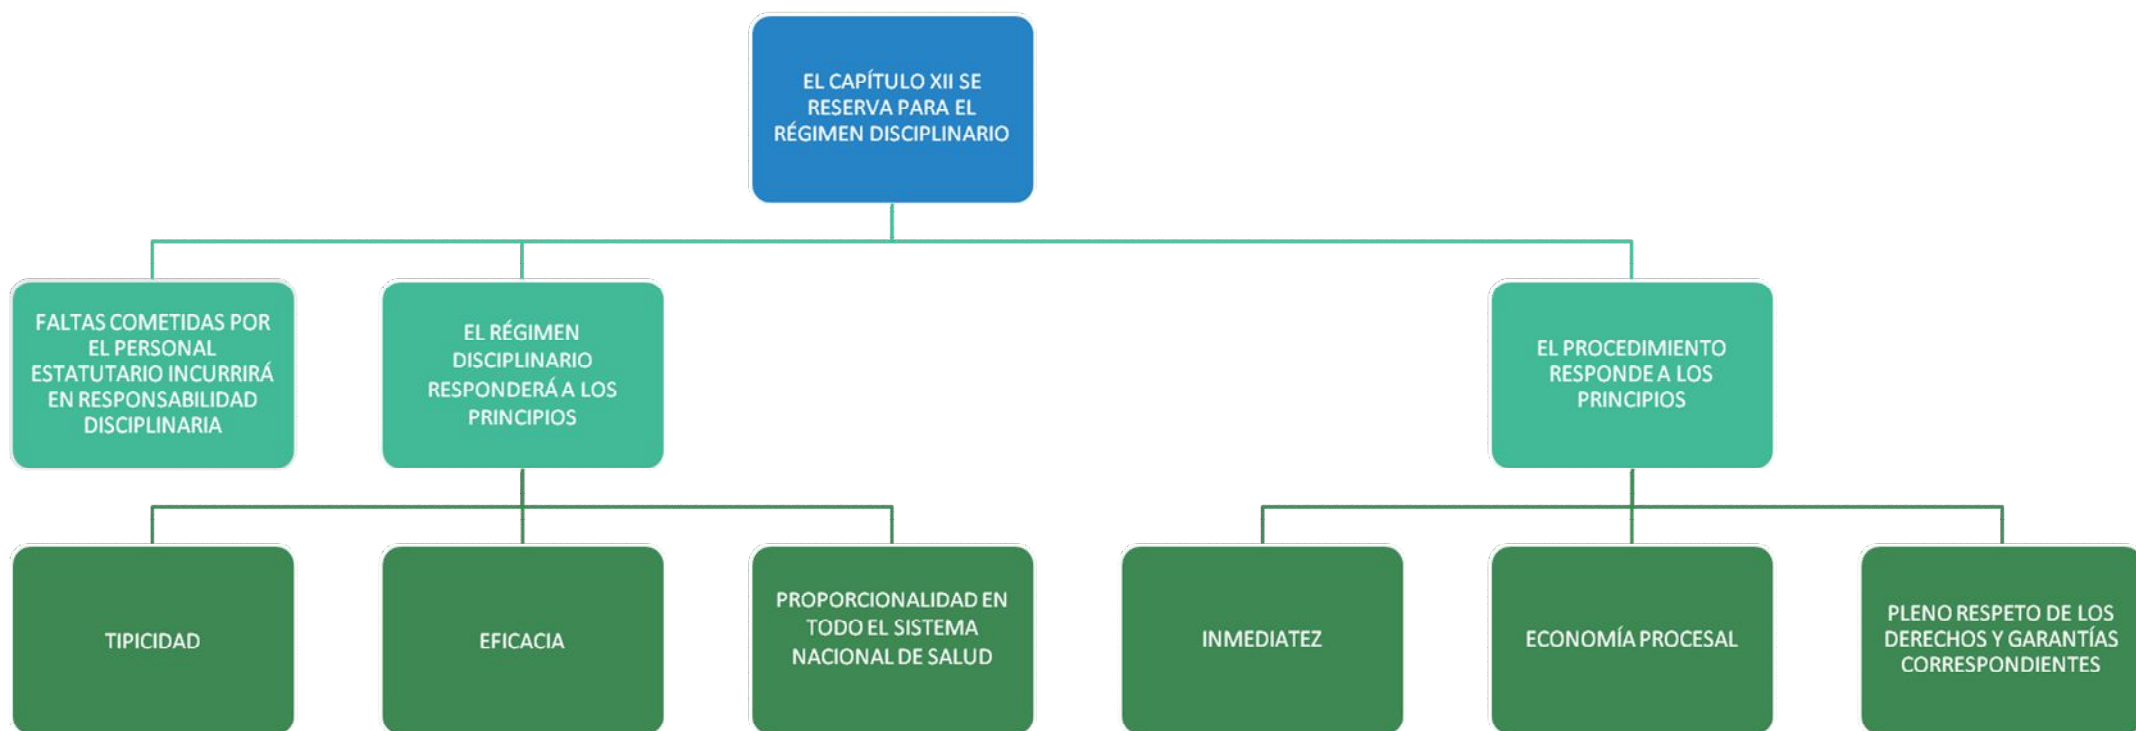 EL CAPÍTULO XII SE
RESERVA PARA EL
RÉGIMEN DISCIPLINARIO
FALTAS COMETIDAS POR
EL PERSONAL
ESTATUTARIO INCURRIRÁ
EN RESPONSABILIDAD
DISCIPLINARIA
EL RÉGIMEN
DISCIPLINARIO
RESPONDERÁ A LOS
PRINCIPIOS
EL PROCEDIMIENTO
RESPONDE A LOS
PRINCIPIOS
TIPICIDAD
EFICACIA
PROPORCIONALIDAD EN
TODO EL SISTEMA
NACIONAL DE SALUD
INMEDIATEZ
ECONOMÍA PROCESAL
PLENO RESPETO DE LOS
DERECHOS Y GARANTÍAS
CORRESPONDIENTES